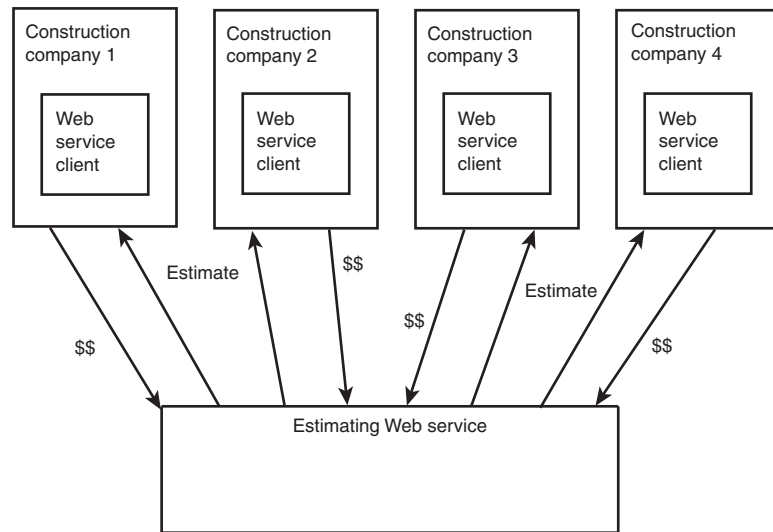 Construction
company 1
Web
service
client
Construction
company 2
Web
service
client
Construction
company 3
Web
service
client
Construction
company 4
Web
service
client
Estimate
$$
$$
$$
Estimate
$$
Estimating Web service